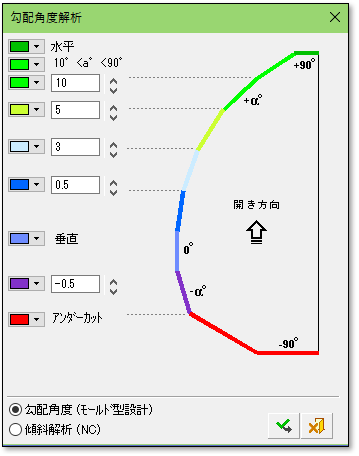 勾配角度解析
水平
10° <a° <90°
10
5
3
0.5
垂直
-0.5
ｱﾝﾀﾞｰｶｯﾄ
+90°
+α°
開き方向
0°
-α°
-90°
勾配角度 (ﾓｰﾙﾄﾞ型設計)
傾斜解析 (NC)